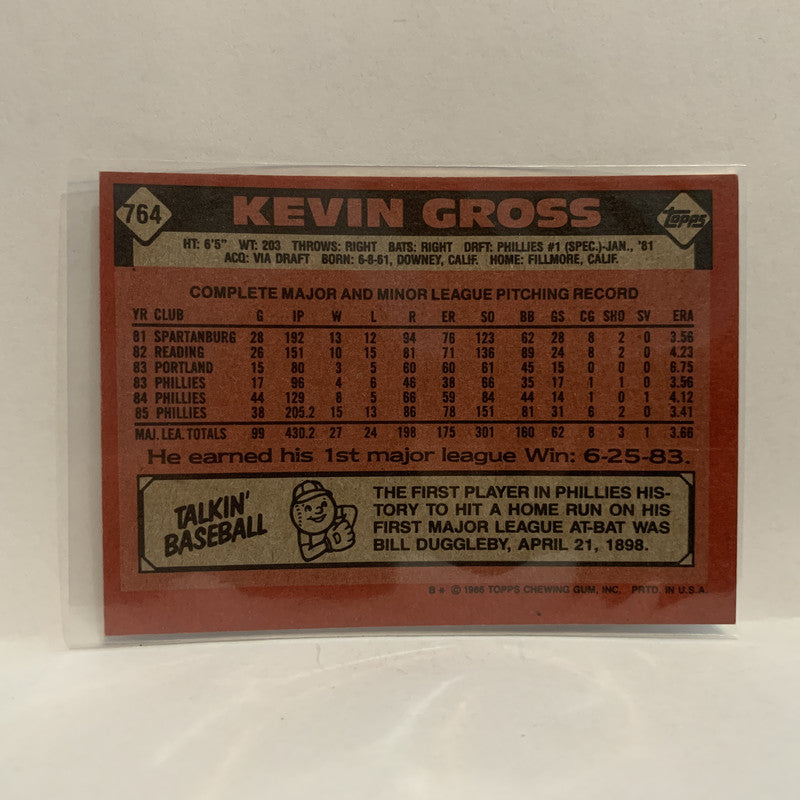 764 KEVIN GROSS Topps
HT: 6'5" WT: 203 THROWS: RIGHT BATS: RIGHT DRFT: PHILLIES #1 (SPEC.)-JAN., '81
ACQ: VIA DRAFT BORN: 6-8-61, DOWNEY, CALIF. HOME: FILLMORE, CALIF.
COMPLETE MAJOR AND MINOR LEAGUE PITCHING RECORD
YR CLUB G IP W L R ER SO BB GS CG SHO SV ERA
81 SPARTANBURG 28 192 13 12 94 76 123 62 28 8 2 0 3.56
82 READING 26 151 10 15 81 71 136 89 24 8 2 0 4.23
83 PORTLAND 15 80 3 5 60 60 61 45 15 0 0 0 6.75
83 PHILLIES 17 96 4 6 46 38 66 35 17 1 1 0 3.56
84 PHILLIES 44 129 8 5 66 59 84 44 14 1 0 1 4.12
85 PHILLIES 38 205.2 15 13 86 78 151 81 31 6 2 0 3.41
MAJ. LEA. TOTALS 99 430.2 27 24 198 175 301 160 62 8 3 1 3.66
He earned his 1st major league Win: 6-25-83.
TALKIN'
BASEBALL
THE FIRST PLAYER IN PHILLIES HIS-
TORY TO HIT A HOME RUN ON HIS
FIRST MAJOR LEAGUE AT-BAT WAS
BILL DUGGLEBY, APRIL 21, 1898.
B* © 1986 TOPPS CHEWING GUM, INC. PRTD. IN U.S.A.